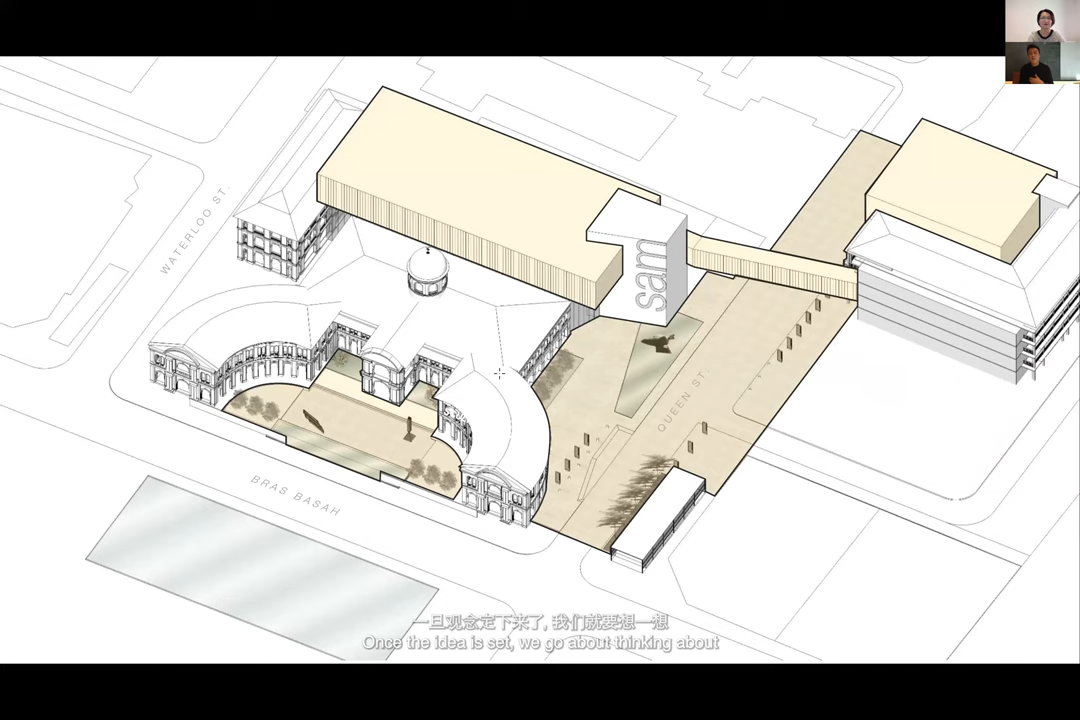 WATERLOO ST.
sam
QUEEN ST.
BRAS BASAH
一旦观念定下来了, 我们就要想一想
Once the idea is set, we go about thinking about